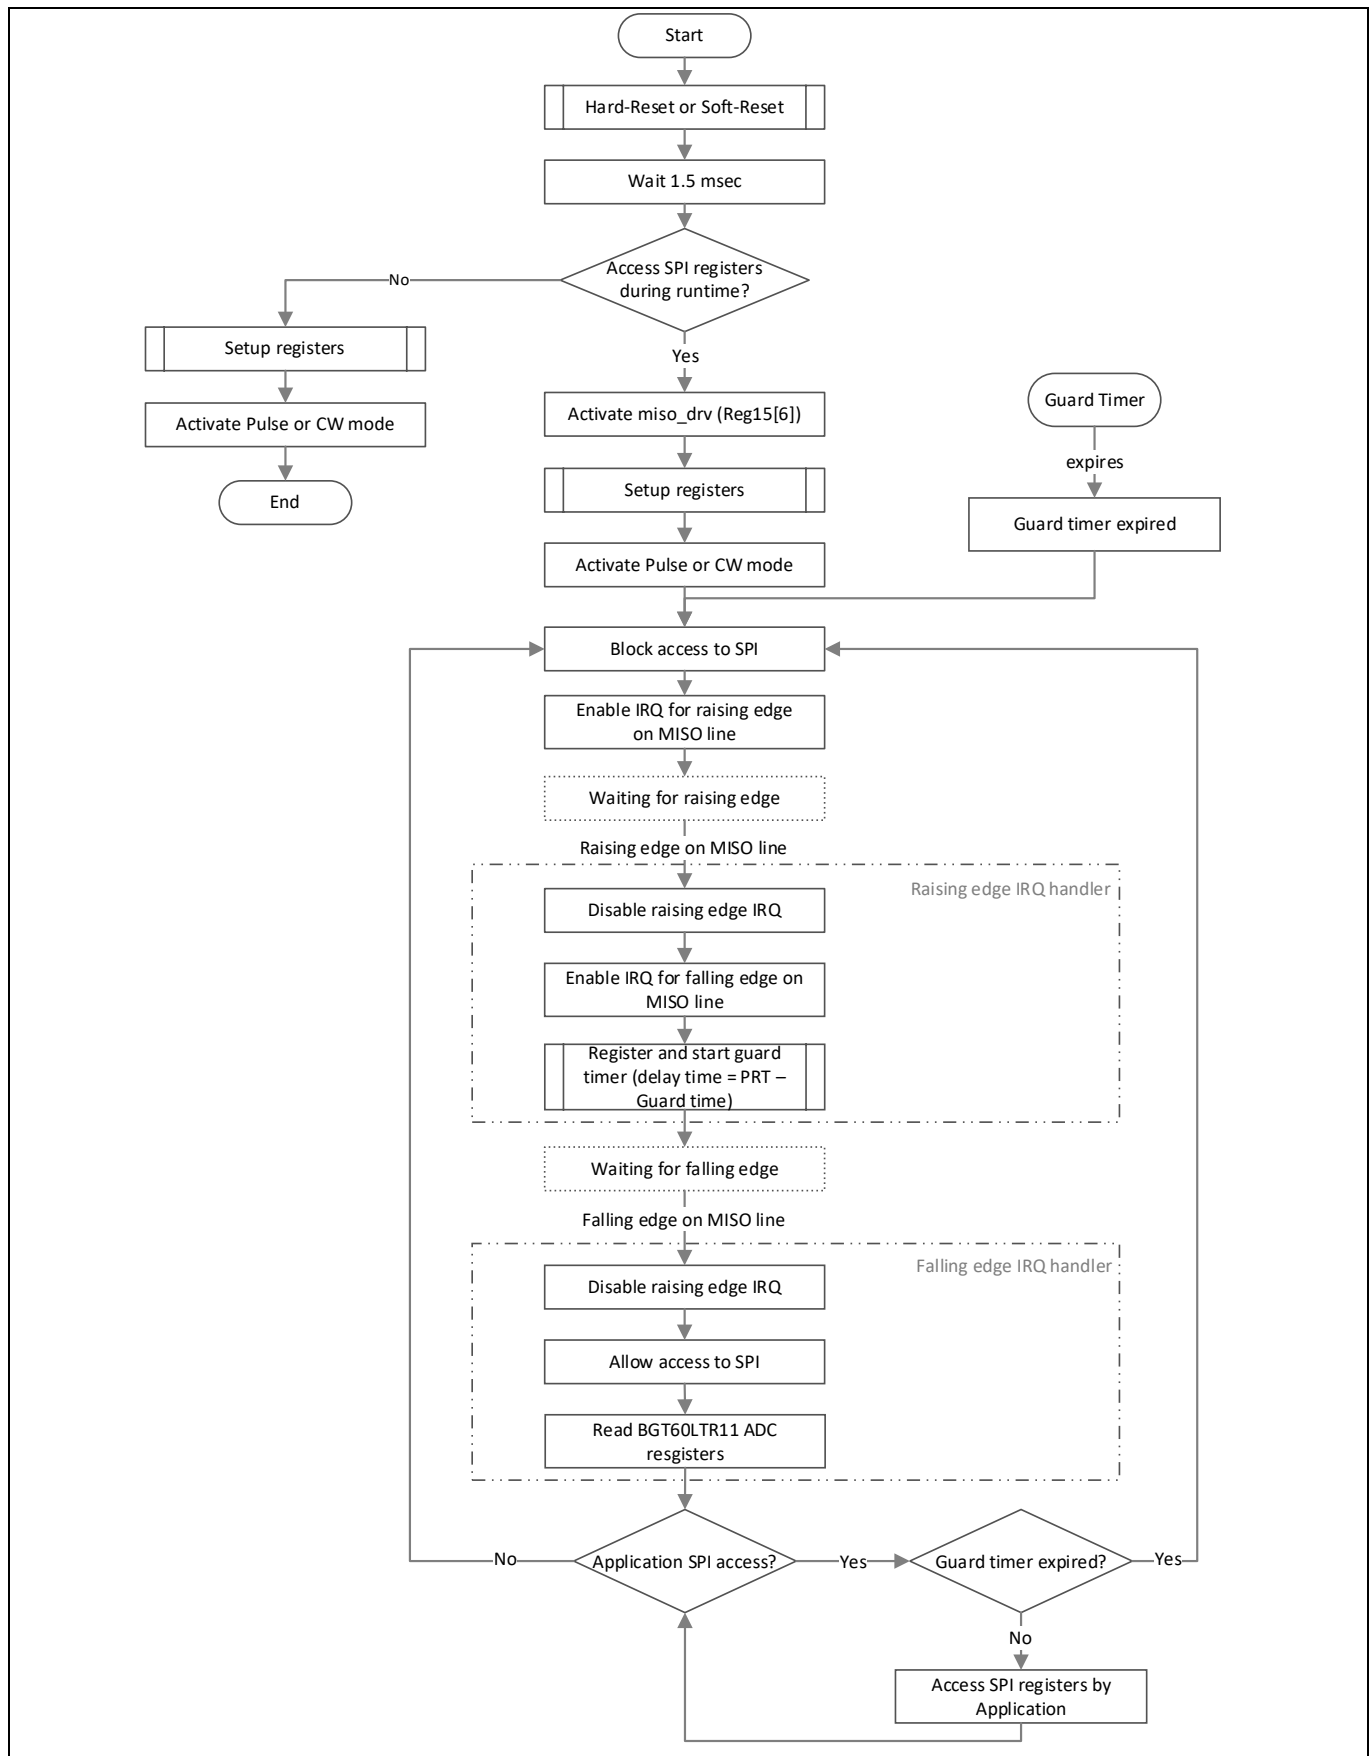 Start
Hard-Reset or Soft-Reset
Wait 1.5 msec
Access SPI registers
during runtime?
No
Setup registers
Activate Pulse or CW mode
End
Yes
Activate miso_drv (Reg15[6])
Setup registers
Activate Pulse or CW mode
Guard Timer
expires
Guard timer expired
Block access to SPI
Enable IRQ for raising edge
on MISO line
Waiting for raising edge
Raising edge on MISO line
Raising edge IRQ handler
Disable raising edge IRQ
Enable IRQ for falling edge on
MISO line
Register and start guard
timer (delay time = PRT –
Guard time)
Waiting for falling edge
Falling edge on MISO line
Falling edge IRQ handler
Disable raising edge IRQ
Allow access to SPI
Read BGT60LTR11 ADC
resgisters
No
Application SPI access?
Yes
Guard timer expired?
Yes
No
Access SPI registers by
Application